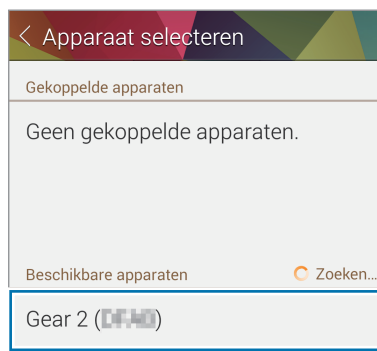 Apparaat selecteren
Gekoppelde apparaten
Geen gekoppelde apparaten.
Beschikbare apparaten Zoeken...
Gear 2 ()